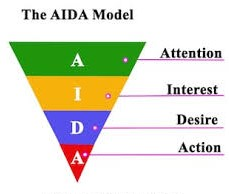 The AIDA Model
A Attention
I Interest
D Desire
A Action